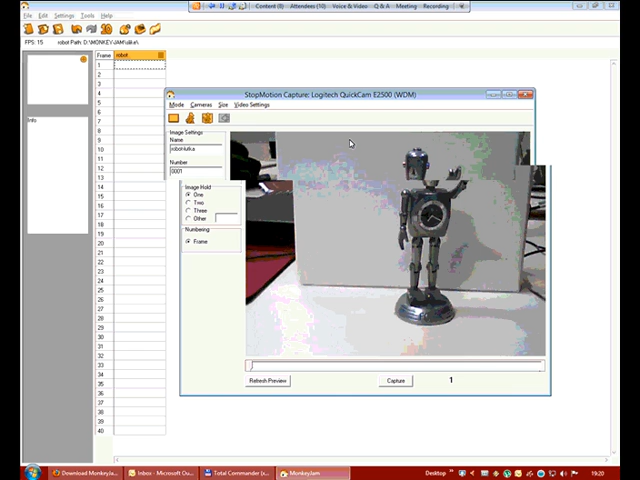 Content (8) Attendees (10) Voice & Video Q & A Meeting Recording
File Edit Settings Tools Help
FPS: 15 robot Path: D:\MONKEYJAM\slike\
Frame robot
1
2
3
4
5
6
7
8
9
10
11
12
13
14
15
16
17
18
19
20
21
22
23
24
25
26
27
28
29
30
31
32
33
34
35
36
37
38
39
40
Info
StopMotion Capture: Logitech QuickCam E2500 (WDM)
Mode Cameras Size Video Settings
Image Settings
Name
Number
0001
Image Hold
One
Two
Three
Other
Numbering
Frame
Refresh Preview Capture 1
Download MonkeyJa... Inbox - Microsoft Ou... Total Commander (x... MonkeyJam Desktop 19:20